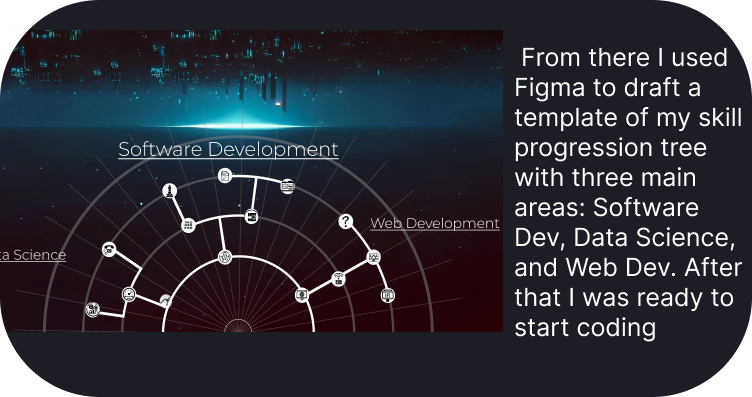 Software Development
Web Development
ta Science
From there I used
Figma to draft a
template of my skill
progression tree
with three main
areas: Software
Dev, Data Science,
and Web Dev. After
that I was ready to
start coding